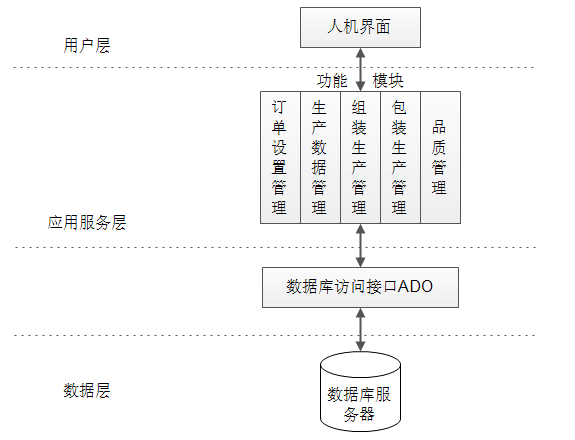 人机界面
用户层
功能 模块
订单设置管理
生产数据管理
组装生产管理
包装生产管理
品质管理
应用服务层
数据库访问接口ADO
数据层
数据库服
务器